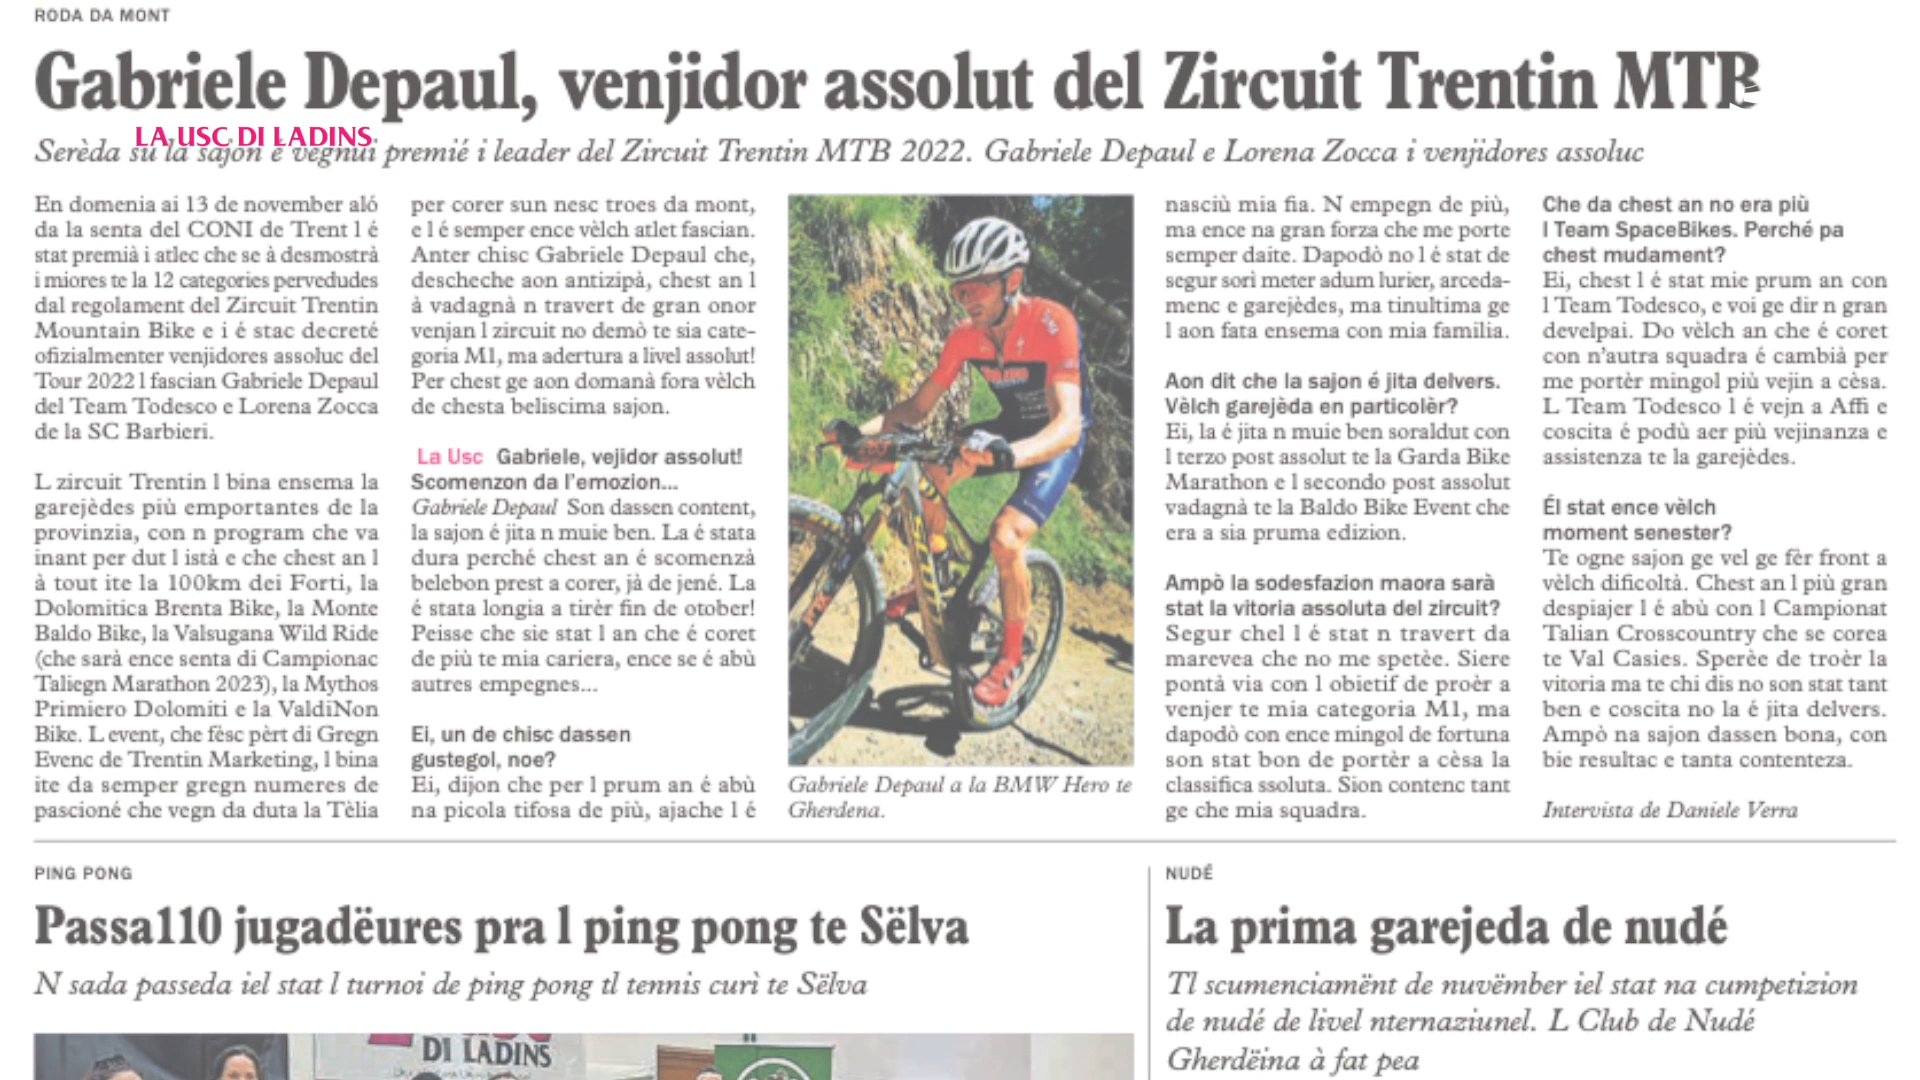 RODA DA MONT
Gabriele Depaul, venjidor assolut del Zircuit Trentin MTB
LA USC DI LADINS
Serèda su la sajon e vegnui premié i leader del Zircuit Trentin MTB 2022. Gabriele Depaul e Lorena Zocca i venjidores assoluc
En domenia ai 13 de november aló
da la senta del CONI de Trent l é
stat premià i atlec che se à desmostrà
i miores te la 12 categories pervedudes
dal regolament del Zircuit Trentin
Mountain Bike e i é stac decreté
ofizialmenter venjidores assoluc del
Tour 2022 l fascian Gabriele Depaul
del Team Todesco e Lorena Zocca
de la SC Barbieri.
L zircuit Trentin l bina ensema la
garejèdes più emportantes de la
provinzia, con n program che va
inant per dut l istà e che chest an l
à tout ite la 100km dei Forti, la
Dolomitica Brenta Bike, la Monte
Baldo Bike, la Valsugana Wild Ride
(che sarà ence senta di Campionac
Taliegn Marathon 2023), la Mythos
Primiero Dolomiti e la ValdiNon
Bike. L event, che fèsc pèrt di Gregn
Evenc de Trentin Marketing, l bina
ite da semper gregn numeres de
pascioné che vegn da duta la Tèlia
per corer sun nesc troes da mont,
e l é semper ence vèlch atlet fascian.
Anter chisc Gabriele Depaul che,
descheche aon antizipà, chest an l
à vadagnà n travert de gran onor
venjan l zircuit no demò te sia cate-
goria M1, ma adertura a livel assolut!
Per chest ge aon domanà fora vèlch
de chesta beliscima sajon.
La Usc Gabriele, vejidor assolut!
Scomenzon da l'emozion...
Gabriele Depaul Son dassen content,
la sajon é jita n muie ben. La é stata
dura perché chest an é scomenzà
belebon prest a corer, jà de jené. La
é stata longia a tirèr fin de otober!
Peisse che sie stat l an che é coret
de più te mia cariera, ence se é abù
autres empegnes...
Ei, un de chisc dassen
gustegol, noe?
Ei, dijon che per l prum an é abù
na picola tifosa de più, ajache l é
Gabriele Depaul a la BMW Hero te
Gherdena.
nasciù mia fia. N empegn de più,
ma ence na gran forza che me porte
semper daite. Dapodò no l é stat de
segur sorì meter adum lurier, arceda-
menc e garejèdes, ma tinultima ge
l aon fata ensema con mia familia.
Aon dit che la sajon é jita delvers.
Vèlch garejèda en particolèr?
Ei, la é jita n muie ben soraldut con
l terzo post assolut te la Garda Bike
Marathon e l secondo post assolut
vadagnà te la Baldo Bike Event che
era a sia pruma edizion.
Ampò la sodesfazion maora sarà
stat la vitoria assoluta del zircuit?
Segur chel l é stat n travert da
marevea che no me spetèe. Siere
pontà via con l obietif de proèr a
venjer te mia categoria M1, ma
dapodò con ence mingol de fortuna
son stat bon de portèr a cèsa la
classifica ssoluta. Sion contenc tant
ge che mia squadra.
Che da chest an no era più
l Team SpaceBikes. Perché pa
chest mudament?
Ei, chest l é stat mie prum an con
l Team Todesco, e voi ge dir n gran
develpai. Do vèlch an che é coret
con n'autra squadra é cambià per
me portèr mingol più vejin a cèsa.
L Team Todesco l é vejn a Affi e
coscita é podù aer più vejinanza e
assistenza te la garejèdes.
Él stat ence vèlch
moment senester?
Te ogne sajon ge vel ge fèr front a
vèlch dificoltà. Chest an l più gran
despiajer l é abù con l Campionat
Talian Crosscountry che se corea
te Val Casies. Sperèe de troèr la
vitoria ma te chi dis no son stat tant
ben e coscita no la é jita delvers.
Ampò na sajon dassen bona, con
bie resultac e tanta contenteza.
Intervista de Daniele Verra
PING PONG
Passa110 jugadëures pra l ping pong te Sëlva
N sada passeda iel stat l turnoi de ping pong tl tennis curì te Sëlva
DI LADINS
NUDÉ
La prima garejeda de nudé
Tl scumenciamënt de nuvëmber iel stat na cumpetizion
de nudé de livel nternaziunel. L Club de Nudé
Gherdëina à fat pea